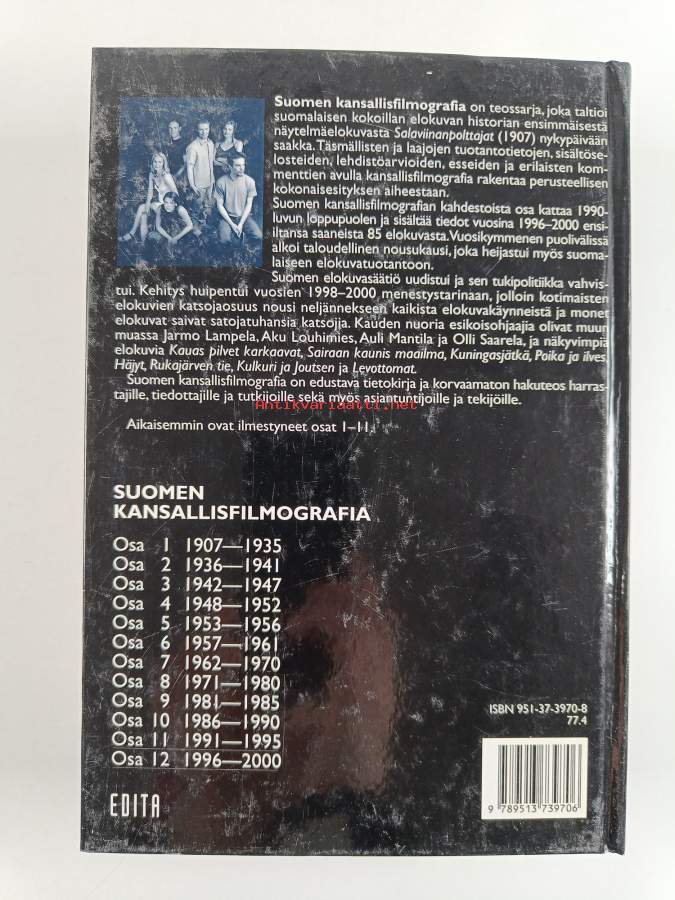 Suomen kansallisfilmografia on teossarja, joka taltioi
suomalaisen kokoillan elokuvan historian ensimmäisestä
näytelmäelokuvasta Salaviinanpolttajat (1907) nykypäivään
saakka. Täsmällisten ja laajojen tuotantotietojen, sisältöse-
losteiden, lehdistöarvioiden, esseiden ja erilaisten kom-
menttien avulla kansallisfilmografia rakentaa perusteellisen
kokonaisesityksen aiheestaan.
Suomen kansallisfilmografian kahdestoista osa kattaa 1990-
luvun loppupuolen ja sisältää tiedot vuosina 1996–2000 ensi-
iltansa saaneista 85 elokuvasta. Vuosikymmenen puolivälissä
alkoi taloudellinen nousukausi, joka heijastui myös suoma-
laiseen elokuvatuotantoon.
Suomen elokuvasäätiö uudistui ja sen tukipolitiikka vahvis-
tui. Kehitys huipentui vuosien 1998–2000 menestystarinaan, jolloin kotimaisten
elokuvien katsojaosuus nousi neljännekseen kaikista elokuvakäynneistä ja monet
elokuvat saivat satojatuhansia katsojia. Kauden nuoria esikoisohjaajia olivat muun
muassa Jarmo Lampela, Aku Louhimies, Auli Mantila ja Olli Saarela, ja näkyvimpiä
elokuvia Kauas pilvet karkaavat, Sairaan kaunis maailma, Kuningasjätkä, Poika ja ilves,
Häjyt, Rukajärven tie, Kulkuri ja Joutsen ja Levottomat.
Suomen kansallisfilmografia on edustava tietokirja ja korvaamaton hakuteos harras-
tajille, tiedottajille ja tutkijoille sekä myös asiantuntijoille ja tekijöille.
Antikvariaatti.net
Aikaisemmin ovat ilmestyneet osat 1–11.
SUOMEN
KANSALLISFILMOGRAFIA
Osa 1 1907—1935
Osa 2 1936—1941
Osa 3 1942—1947
Osa 4 1948—1952
Osa 5 1953—1956
Osa 6 1957—1961
Osa 7 1962—1970
Osa 8 1971—1980
Osa 9 1981—1985
Osa 10 1986—1990
Osa 11 1991—1995
Osa 12 1996—2000
ISBN 951-37-3970-8
77.4
9 789513 739706
EDITA